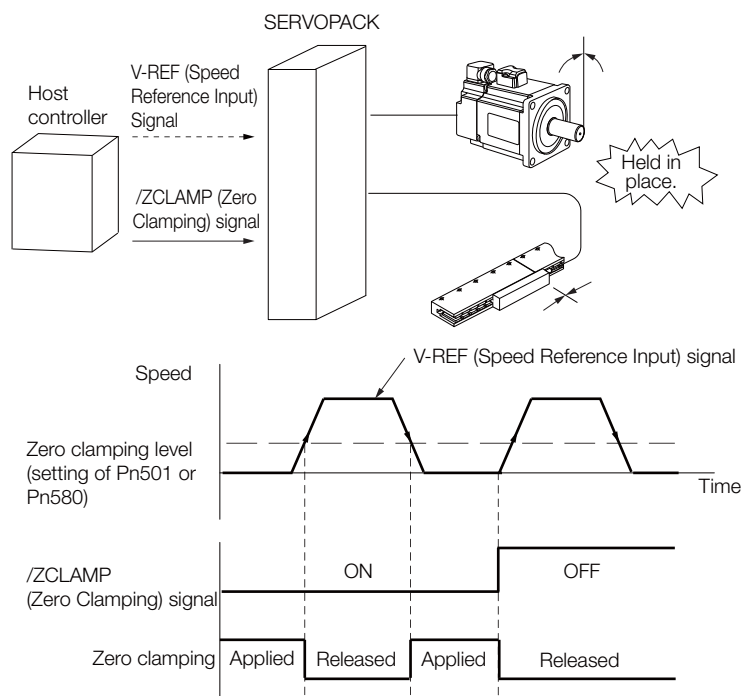 SERVOPACK
V-REF (Speed
Reference Input)
Signal
Host
controller
/ZCLAMP (Zero
Clamping) signal
Held in
place.
V-REF (Speed Reference Input) signal
Speed
Zero clamping level
(setting of Pn501 or
Pn580)
Time
/ZCLAMP
(Zero Clamping) signal
ON
OFF
Zero clamping
Applied
Released
Applied
Released